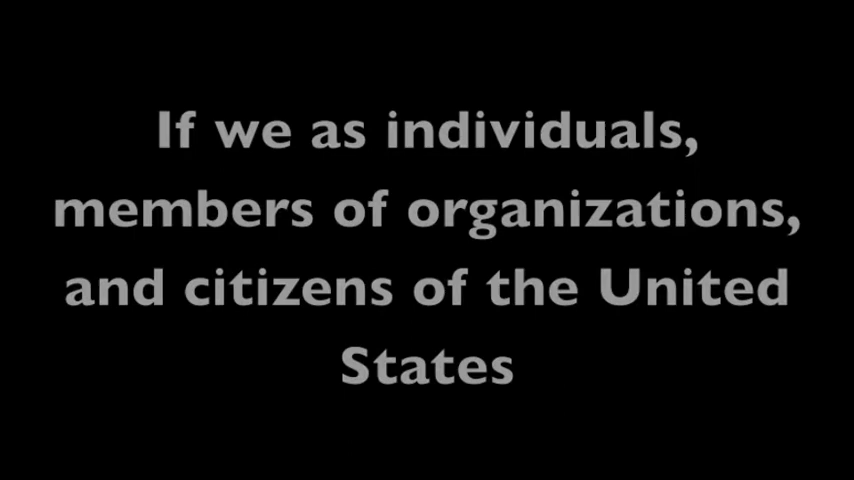 If we as individuals,
members of organizations,
and citizens of the United
States